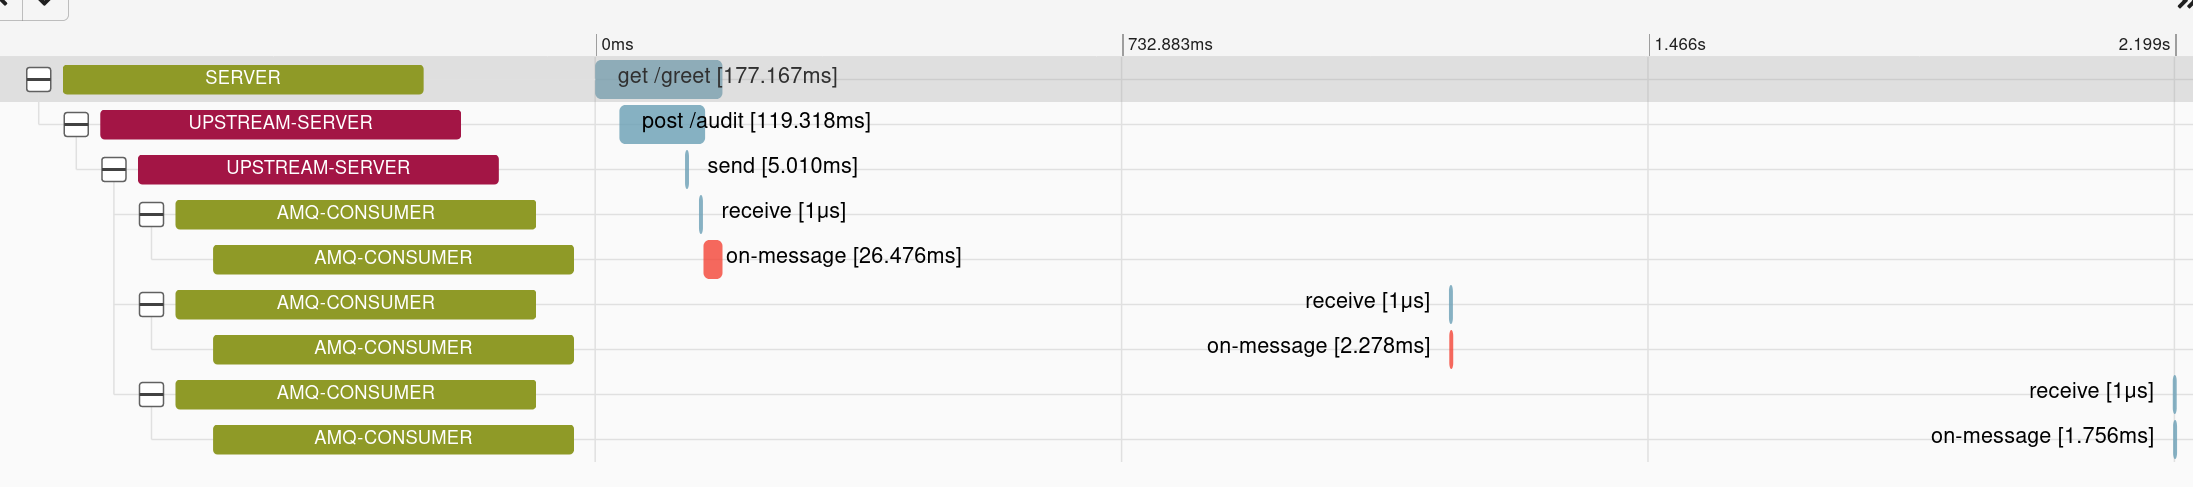 0ms 732.883ms 1.466s 2.199s
SERVER get /greet [177.167ms]
UPSTREAM-SERVER post /audit [119.318ms]
UPSTREAM-SERVER send [5.010ms]
AMQ-CONSUMER receive [1μs]
AMQ-CONSUMER on-message [26.476ms]
AMQ-CONSUMER receive [1μs]
AMQ-CONSUMER on-message [2.278ms]
AMQ-CONSUMER receive [1μs]
AMQ-CONSUMER on-message [1.756ms]